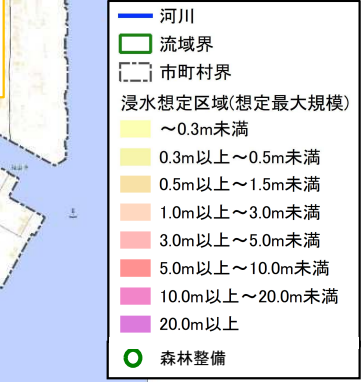 河川
流域界
市町村界
浸水想定区域(想定最大規模)
～0.3m未満
0.3m以上～0.5m未満
0.5m以上～1.5m未満
1.0m以上～3.0m未満
3.0m以上～5.0m未満
5.0m以上～10.0m未満
10.0m以上～20.0m未満
20.0m以上
森林整備